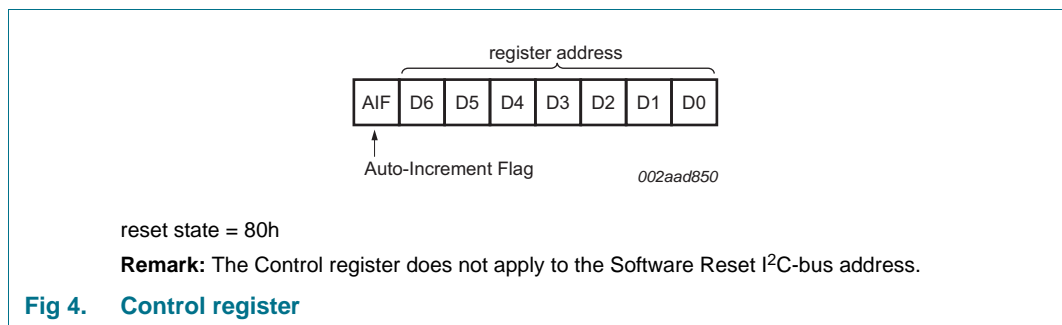 register address
AIF D6 D5 D4 D3 D2 D1 D0
Auto-Increment Flag
002aad850
reset state = 80h
Remark: The Control register does not apply to the Software Reset I²C-bus address.
Fig 4. Control register